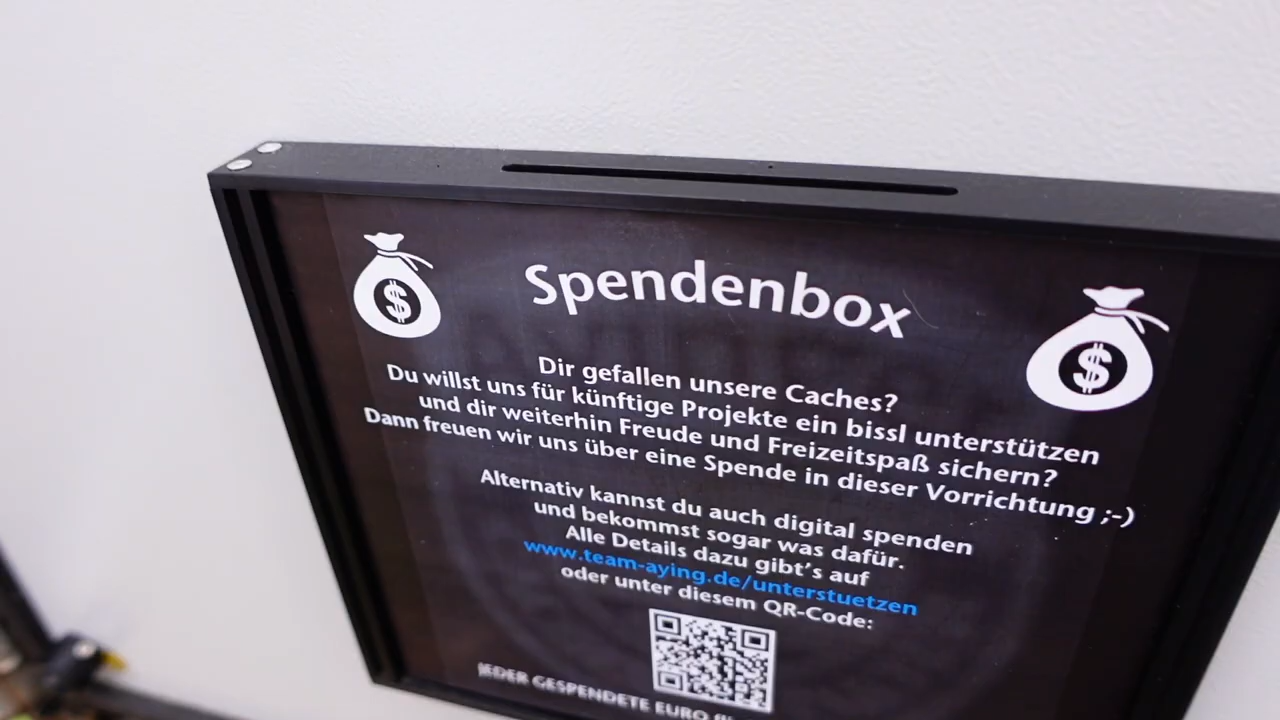 Spendenbox
Dir gefallen unsere Caches?
Du willst uns für künftige Projekte ein bissl unterstützen
und dir weiterhin Freude und Freizeitspaß sichern?
Dann freuen wir uns über eine Spende in dieser Vorrichtung ;-)
Alternativ kannst du auch digital spenden
und bekommst sogar was dafür.
Alle Details dazu gibt's auf
www.team-aying.de/unterstuetzen
oder unter diesem QR-Code:
JEDER GESPENDETE EURO